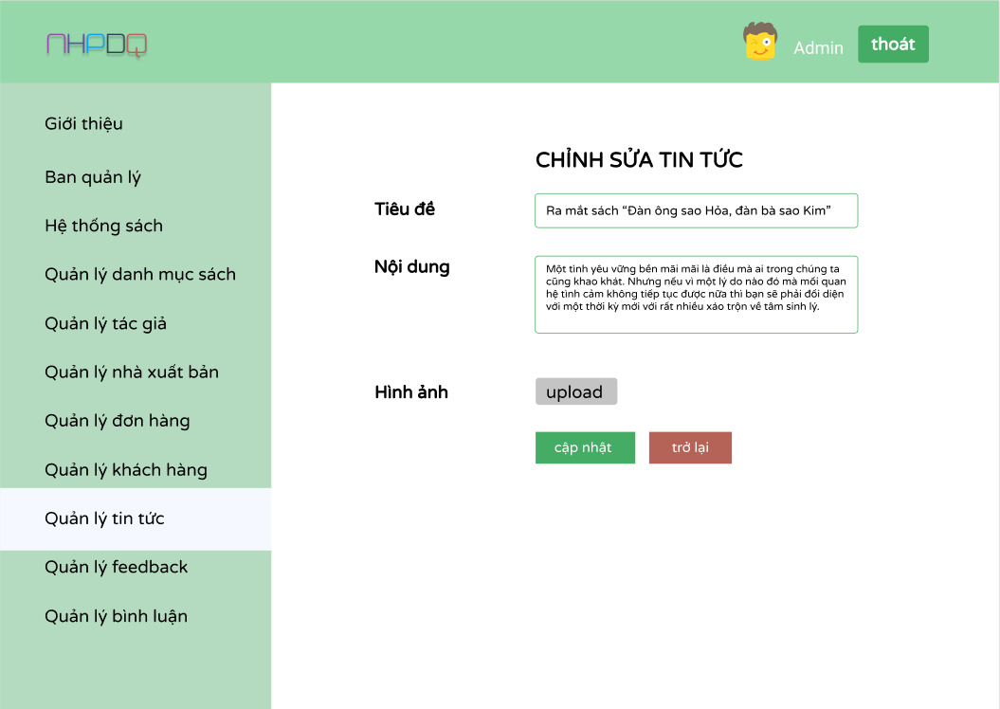 NHPDQ
Admin
thoát
Giới thiệu
Ban quản lý
Hệ thống sách
Quản lý danh mục sách
Quản lý tác giả
Quản lý nhà xuất bản
Quản lý đơn hàng
Quản lý khách hàng
Quản lý tin tức
Quản lý feedback
Quản lý bình luận
CHỈNH SỬA TIN TỨC
Tiêu đề
Ra mắt sách “Đàn ông sao Hỏa, đàn bà sao Kim”
Nội dung
Một tình yêu vững bền mãi mãi là điều mà ai trong chúng ta
cũng khao khát. Nhưng nếu vì một lý do nào đó mà mối quan
hệ tình cảm không tiếp tục được nữa thì bạn sẽ phải đối diện
với một thời kỳ mới với rất nhiều xáo trộn về tâm sinh lý.
Hình ảnh
upload
cập nhật
trở lại